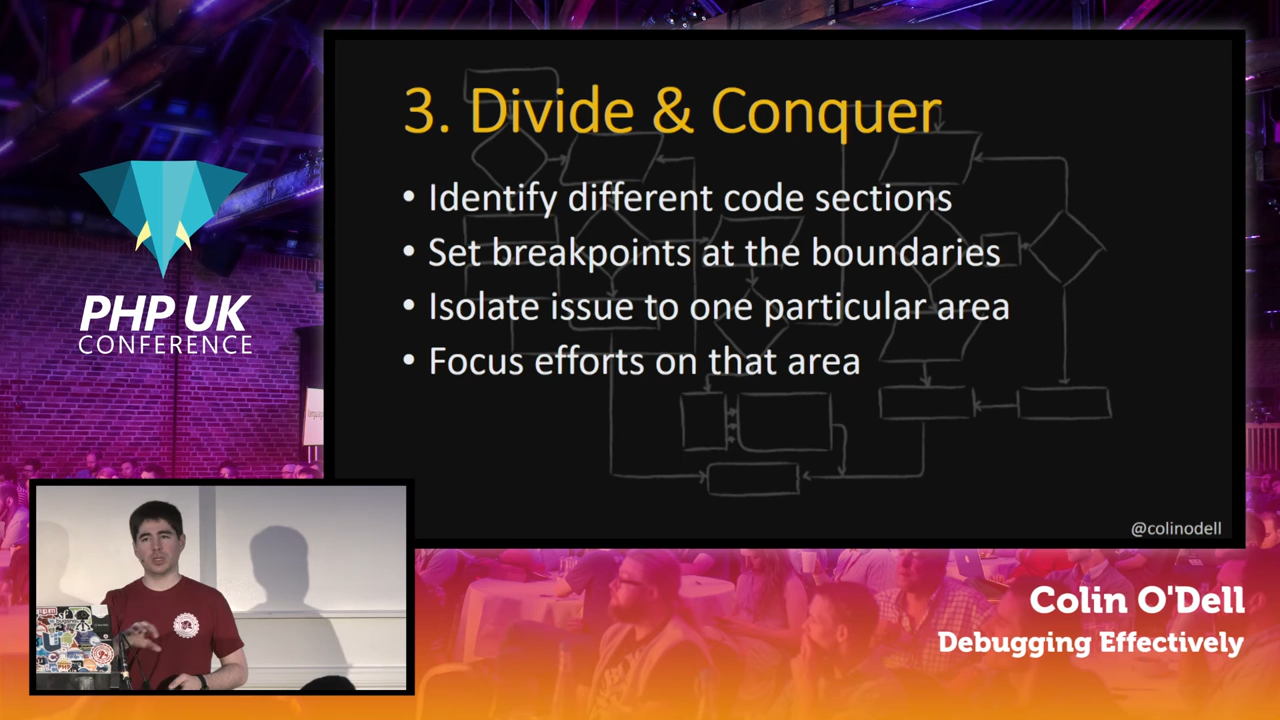 3. Divide & Conquer
• Identify different code sections
• Set breakpoints at the boundaries
• Isolate issue to one particular area
• Focus efforts on that area
@colinodell
PHP UK
CONFERENCE
Colin O'Dell
Debugging Effectively